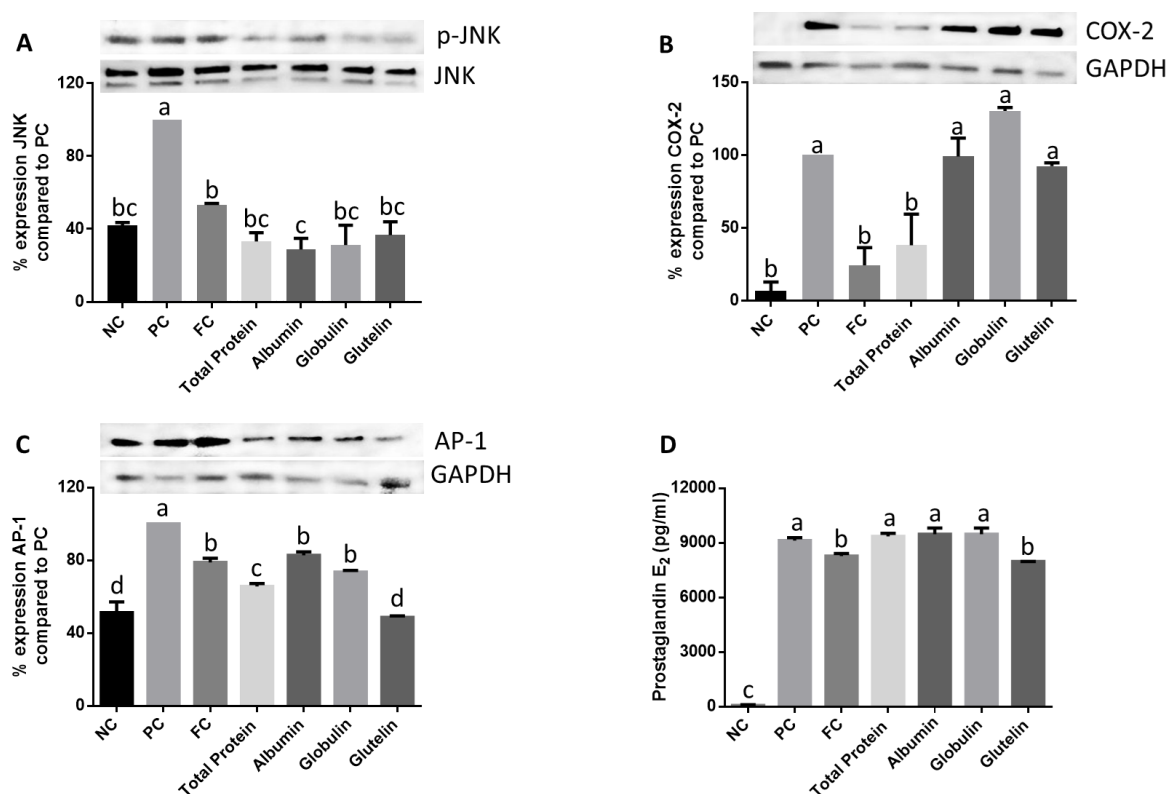 A
p-JNK
JNK
% expression JNK
compared to PC
120
80
40
0
bc
a
b
bc
c
bc
bc
NC
PC
FC
Total Protein
Albumin
Globulin
Glutelin
B
COX-2
GAPDH
% expression COX-2
compared to PC
150
100
50
0
b
a
b
b
a
a
a
NC
PC
FC
Total Protein
Albumin
Globulin
Glutelin
C
AP-1
GAPDH
% expression AP-1
compared to PC
120
80
40
0
d
a
b
c
b
b
d
NC
PC
FC
Total Protein
Albumin
Globulin
Glutelin
D
Prostaglandin E₂ (pg/ml)
12000
9000
6000
3000
0
c
a
b
a
a
a
b
NC
PC
FC
Total Protein
Albumin
Globulin
Glutelin